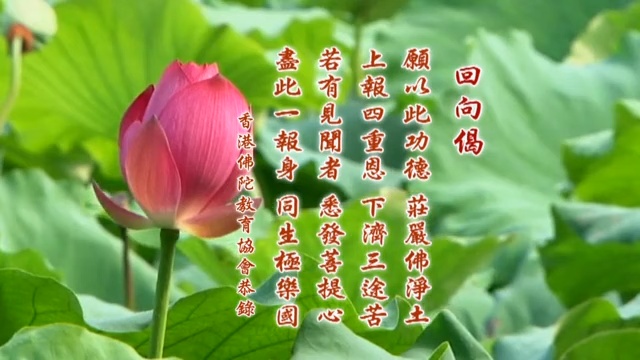 回向偈
願以此功德 莊嚴佛淨土
上報四重恩 下濟三途苦
若有見聞者 悉發菩提心
盡此一報身 同生極樂國
香港佛陀教育協會恭錄